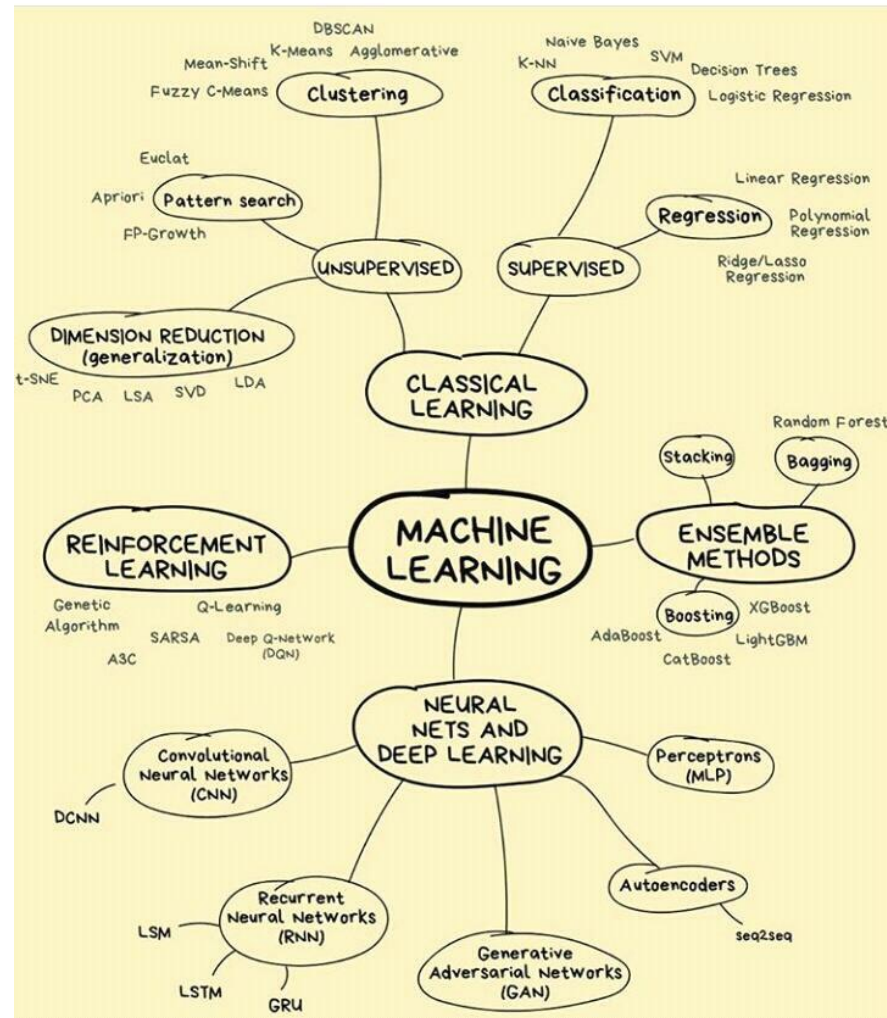 DBSCAN
K-Means Agglomerative
Mean-Shift
Fuzzy C-Means
Clustering
Naive Bayes
K-NN
SVM
Decision Trees
Logistic Regression
Classification
Euclat
Apriori
Pattern search
FP-Growth
Linear Regression
Regression
Polynomial
Regression
Ridge/Lasso
Regression
UNSUPERVISED
SUPERVISED
DIMENSION REDUCTION
(generalization)
t-SNE
PCA
LSA
SVD
LDA
CLASSICAL
LEARNING
Random Forest
Stacking
Bagging
MACHINE
LEARNING
REINFORCEMENT
LEARNING
Genetic
Algorithm
Q-Learning
SARSA
Deep Q-Network
(DQN)
A3C
ENSEMBLE
METHODS
Boosting
XGBoost
AdaBoost
LightGBM
CatBoost
NEURAL
NETS AND
DEEP LEARNING
Convolutional
Neural Networks
(CNN)
DCNN
Perceptrons
(MLP)
Recurrent
Neural Networks
(RNN)
LSM
LSTM
GRU
Generative
Adversarial Networks
(GAN)
Autoencoders
seq2seq